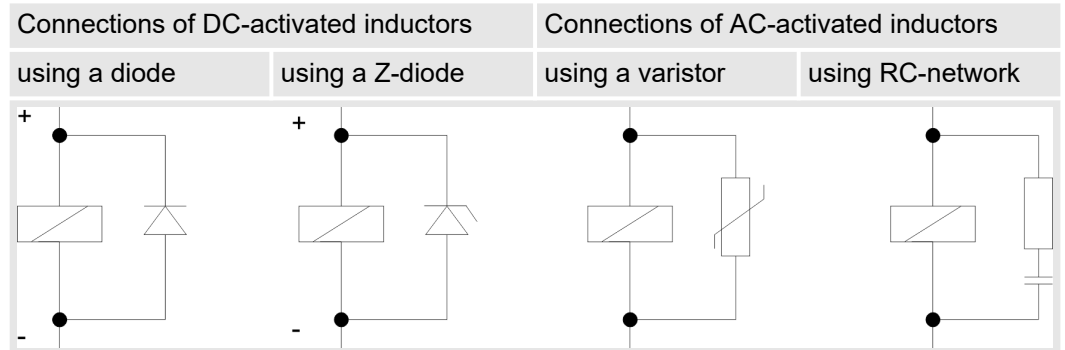 Connections of DC-activated inductors
Connections of AC-activated inductors
using a diode
using a Z-diode
using a varistor
using RC-network
+
+
-
-